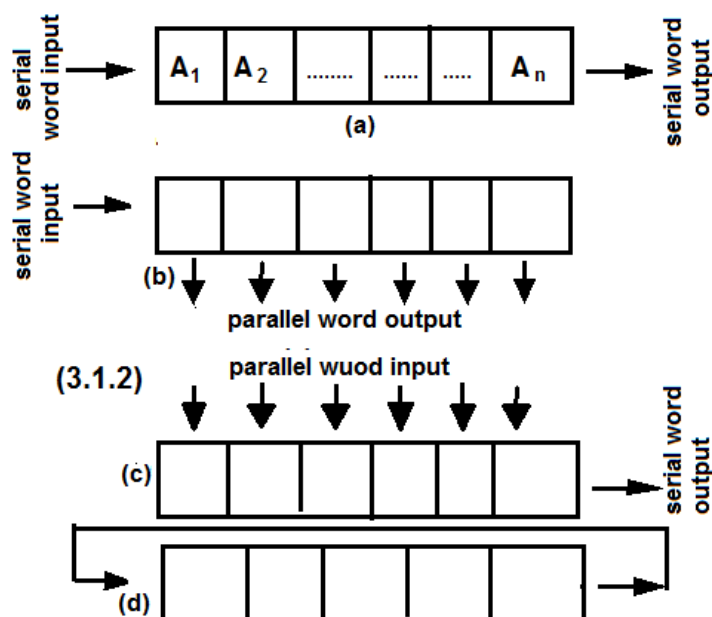 serial
word input
A1 A2 ........ ...... ..... An
serial word
output
(a)
serial word
input
(b)
parallel word output
parallel wuod input
(3.1.2)
(c)
serial word
output
(d)